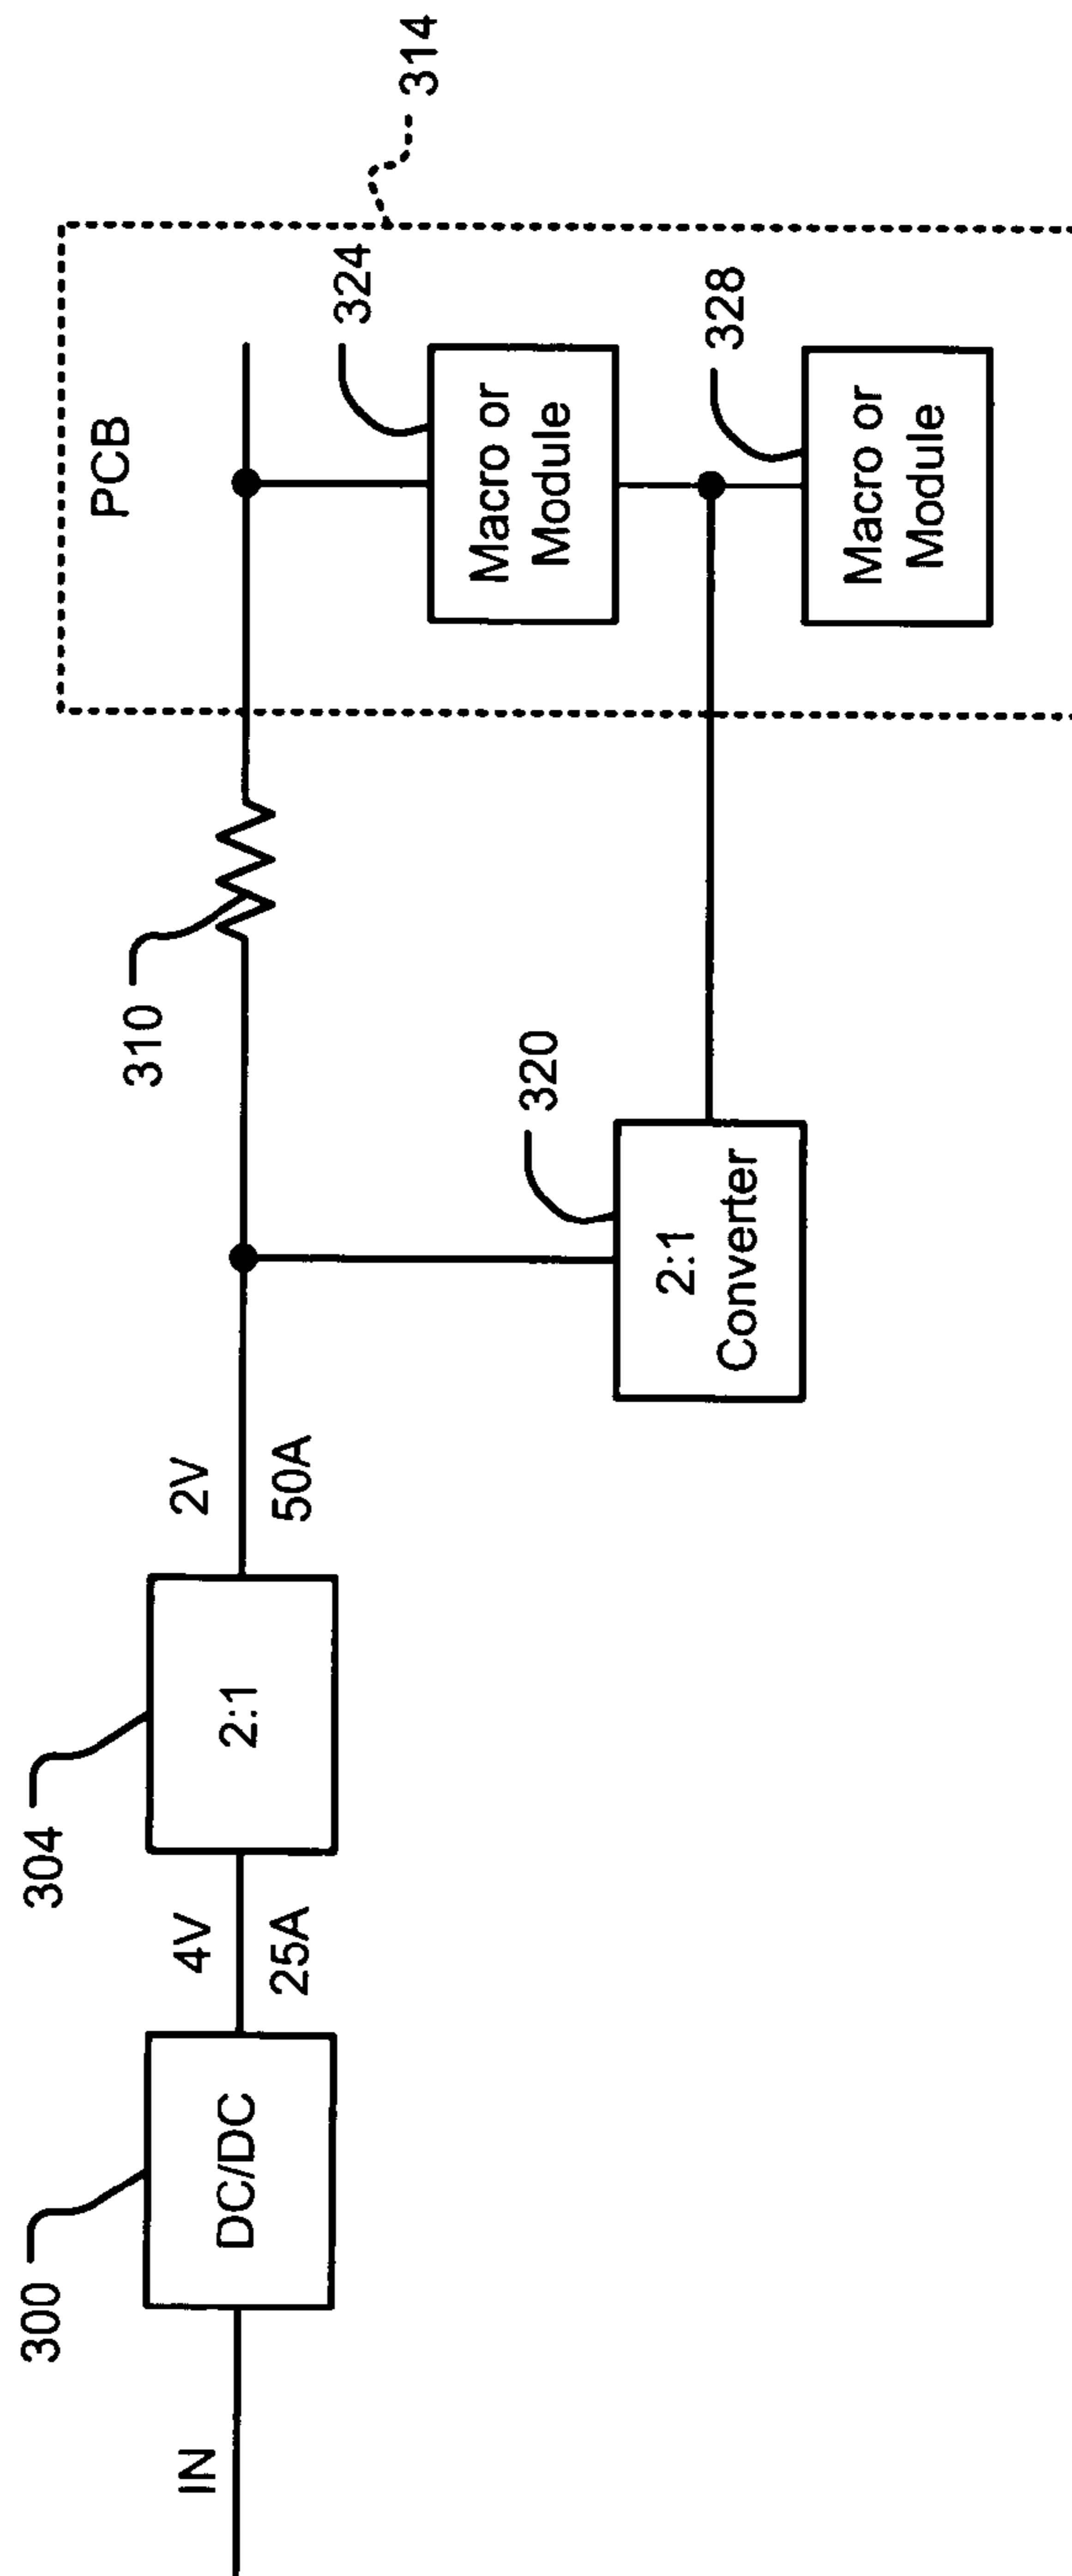 IN
300
DC/DC
4V
25A
304
2:1
2V
50A
310
320
2:1
Converter
PCB
314
324
Macro or
Module
328
Macro or
Module